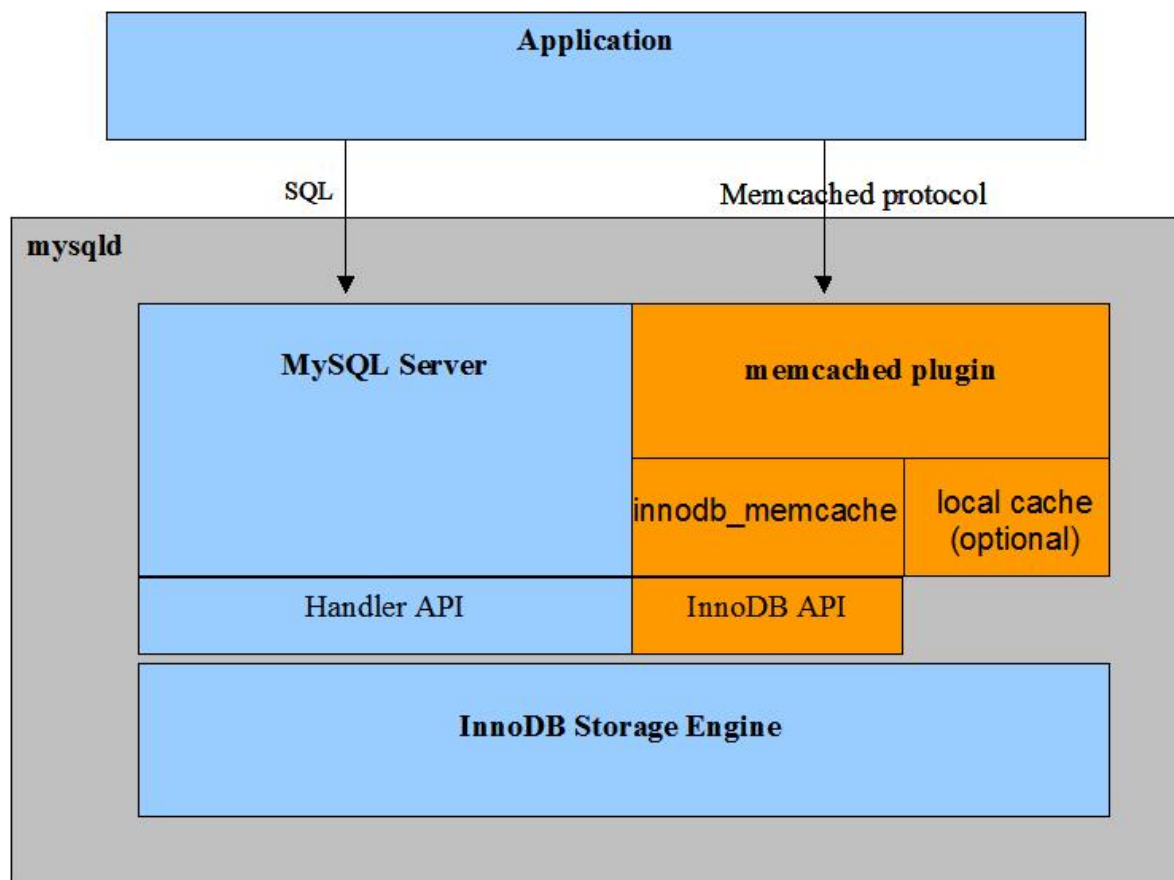 Application
SQL
Memcached protocol
mysqld
MySQL Server
memcached plugin
innodb_memcache
local cache
(optional)
Handler API
InnoDB API
InnoDB Storage Engine